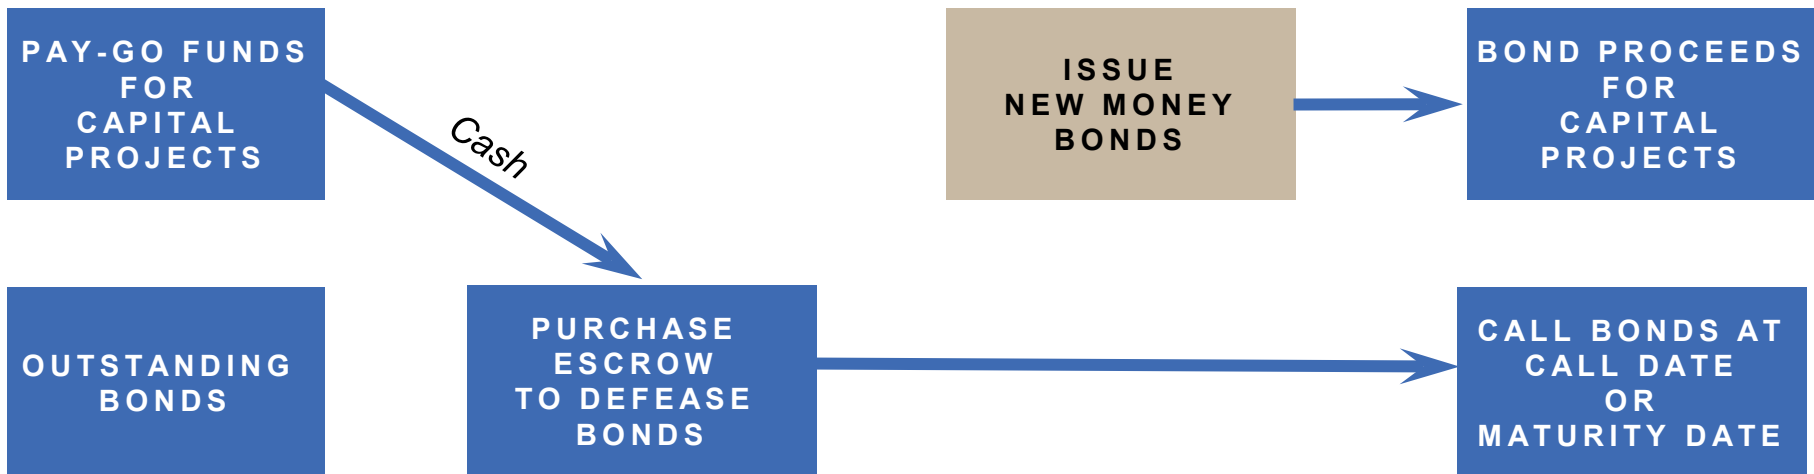 PAY-GO FUNDS
FOR
CAPITAL
PROJECTS
Cash
ISSUE
NEW MONEY
BONDS
BOND PROCEEDS
FOR
CAPITAL
PROJECTS
OUTSTANDING
BONDS
PURCHASE
ESCROW
TO DEFEASE
BONDS
CALL BONDS AT
CALL DATE
OR
MATURITY DATE